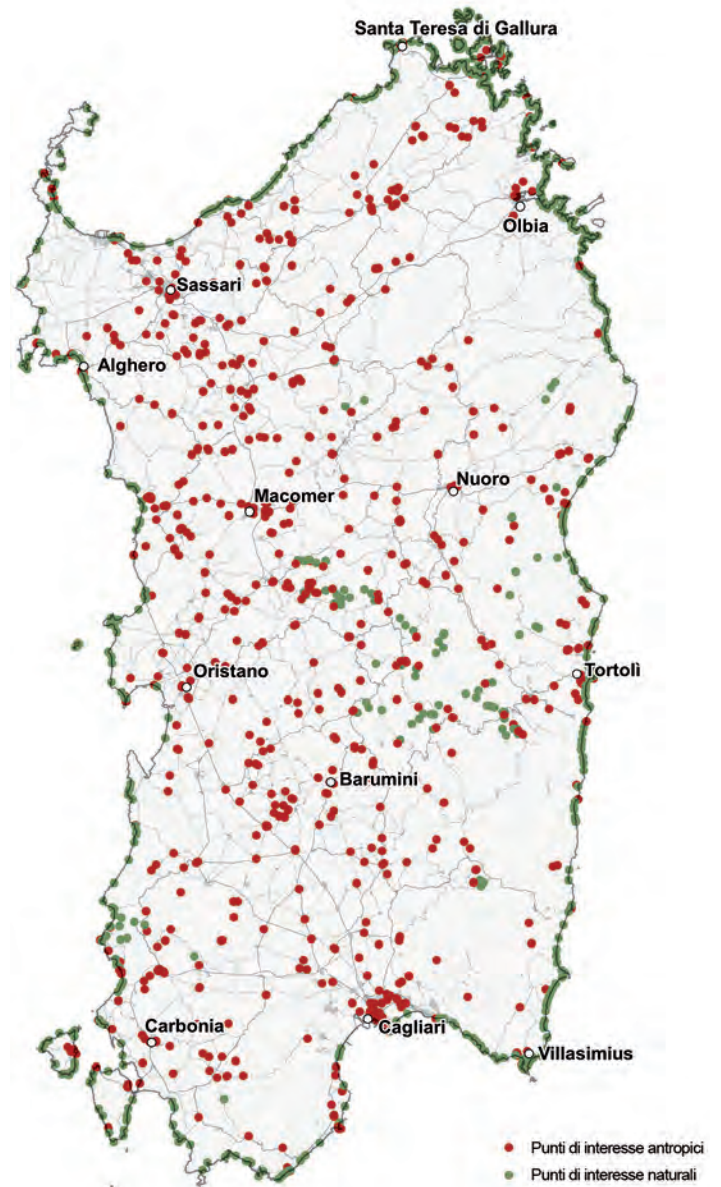 Santa Teresa di Gallura
Olbia
Sassari
Alghero
Nuoro
Macomer
Tortolì
Oristano
Barumini
Cagliari
Carbonia
Villasimius
Punti di interesse antropici
Punti di interesse naturali